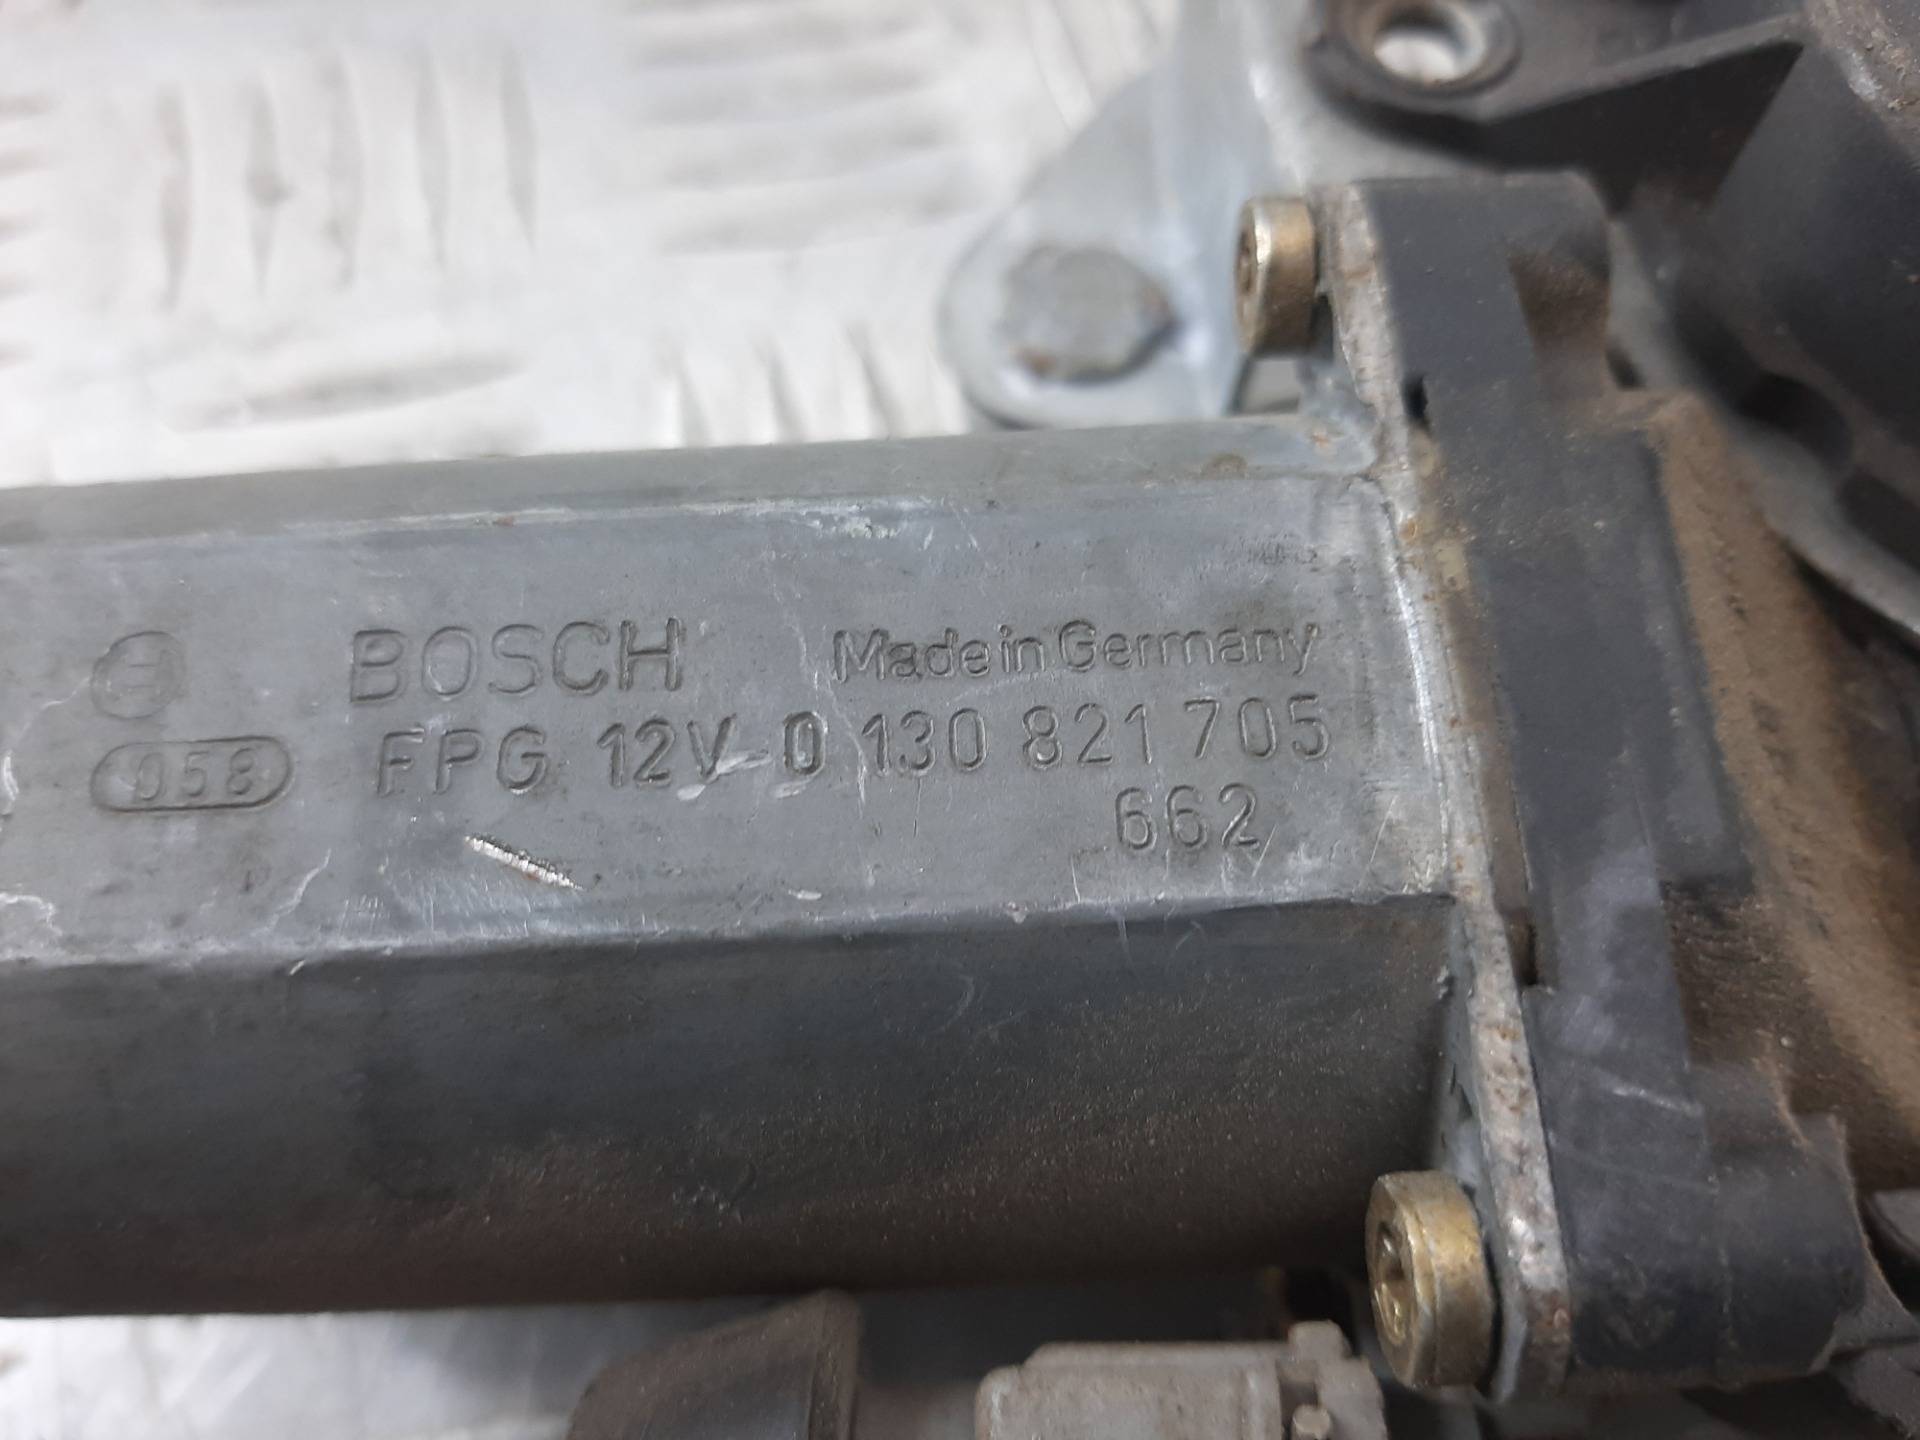 BOSCH Made in Germany
058 FPG 12V 0 130 821 705
662